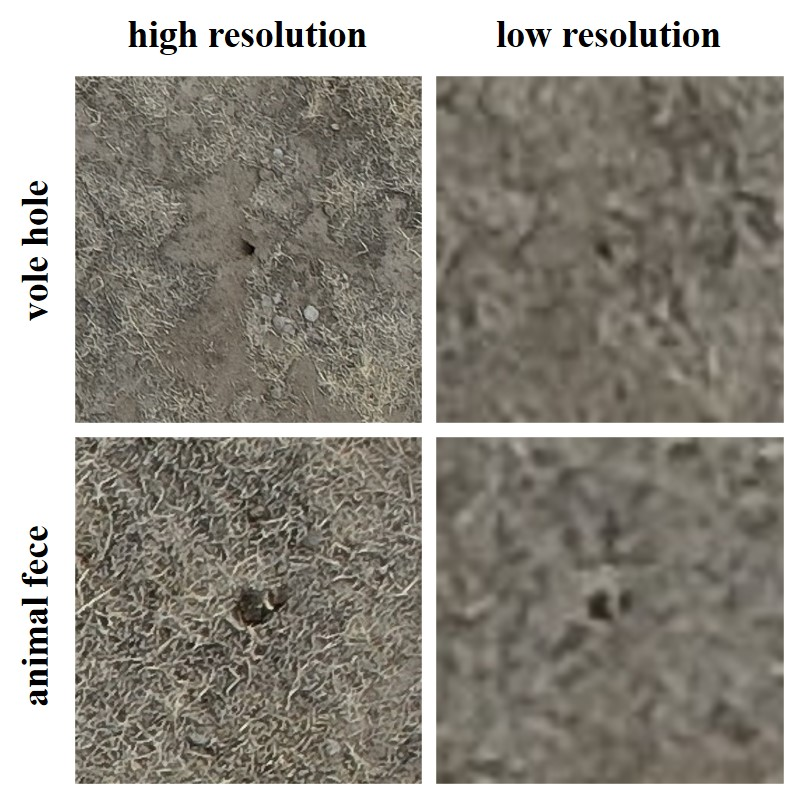 high resolution
low resolution
vole hole
animal fece